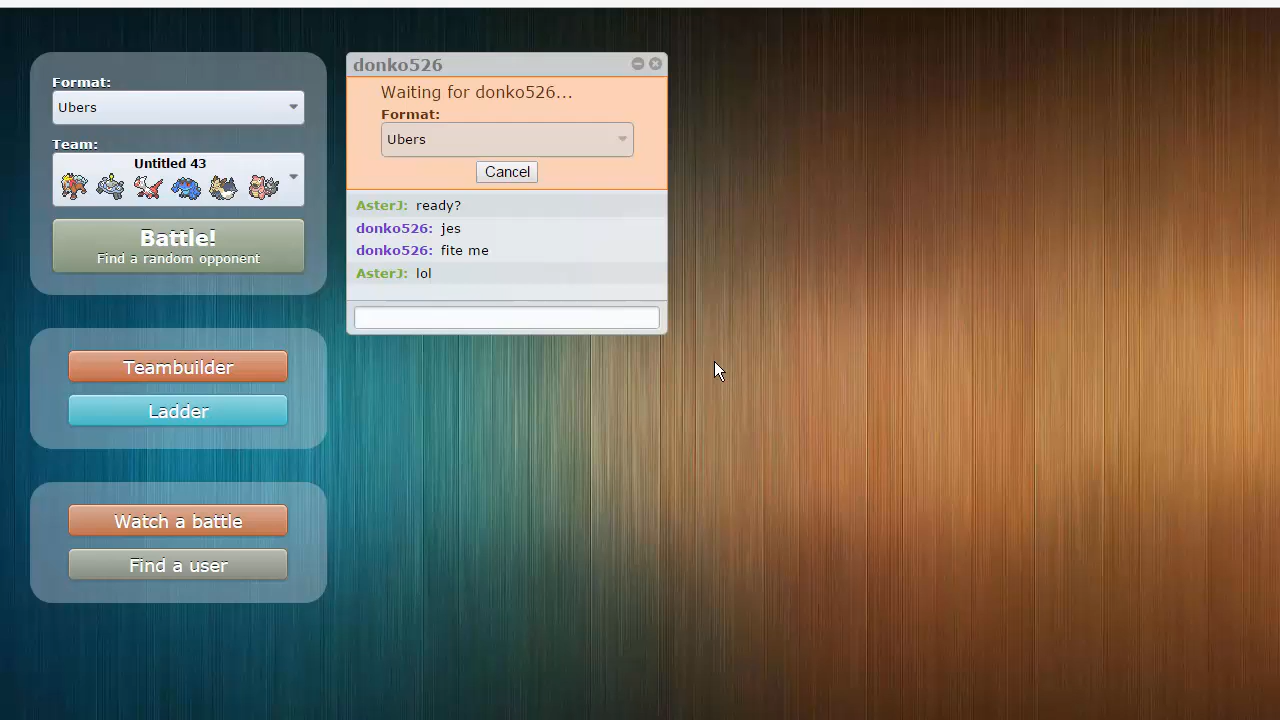 Format:
Ubers
Team:
Untitled 43
Battle!
Find a random opponent
Teambuilder
Ladder
Watch a battle
Find a user
donko526
Waiting for donko526...
Format:
Ubers
Cancel
AsterJ: ready?
donko526: jes
donko526: fite me
AsterJ: lol